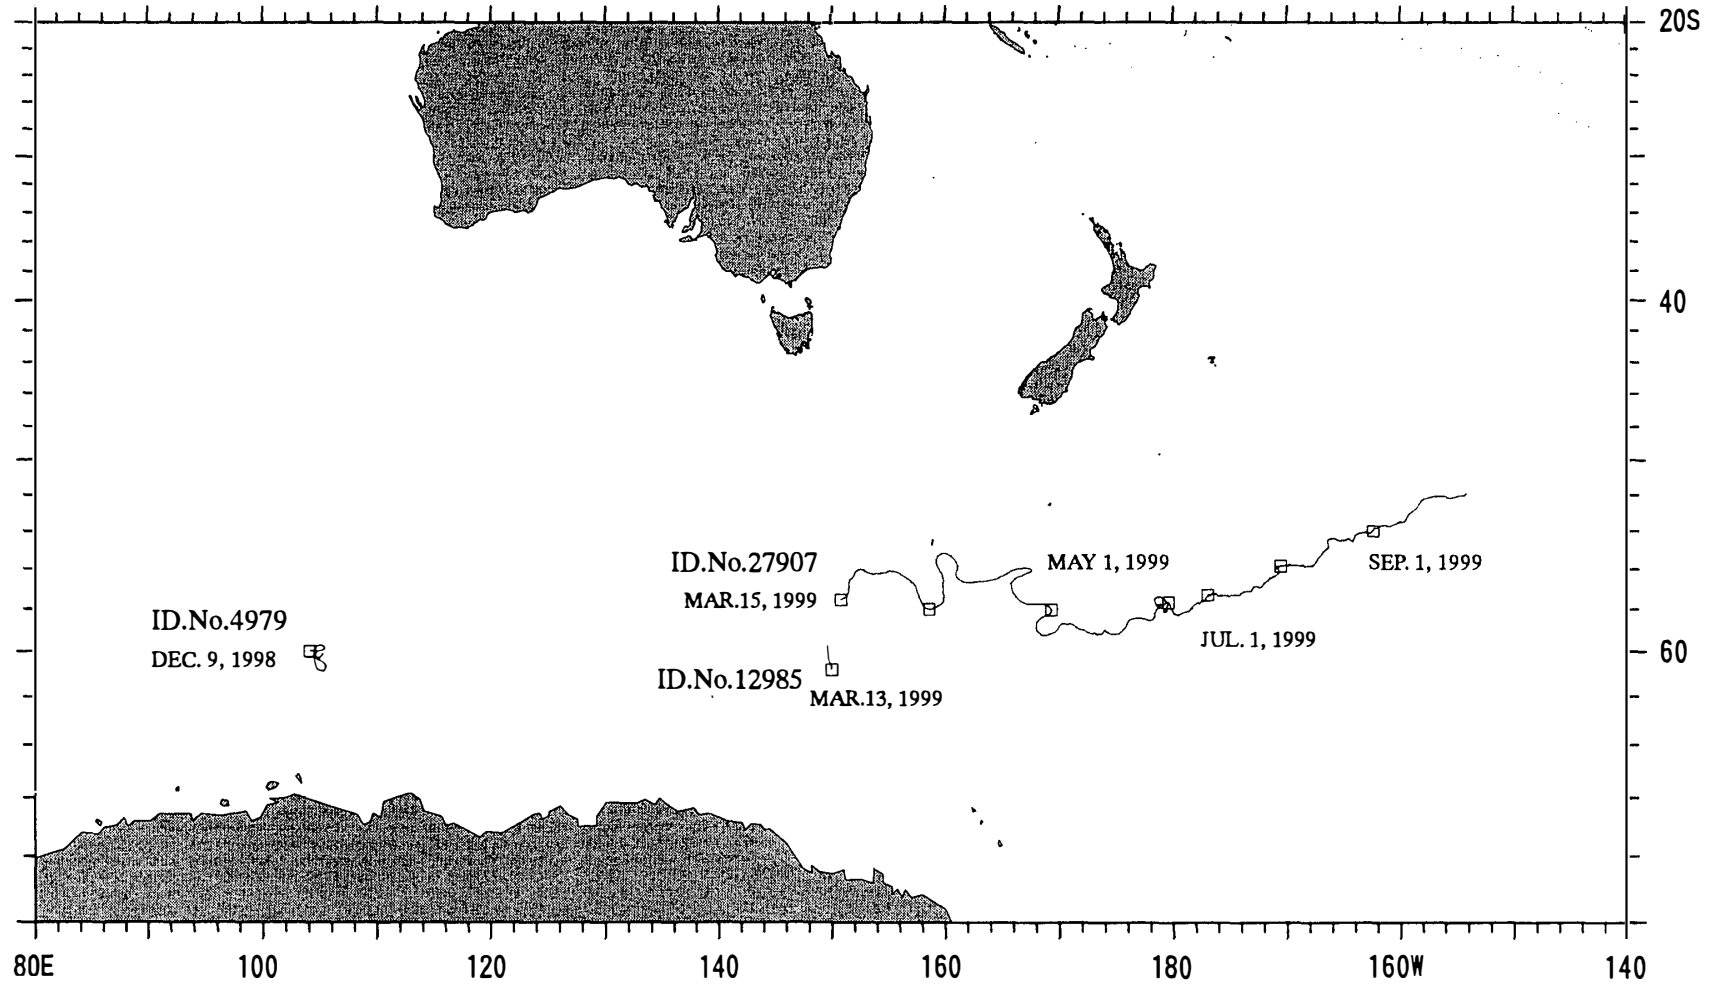 20S
40
ID.No.27907
MAY 1, 1999
SEP. 1, 1999
MAR.15, 1999
ID.No.4979
JUL. 1, 1999
DEC. 9, 1998
60
ID.No.12985
MAR.13, 1999
80E 100 120 140 160 180 160W 140